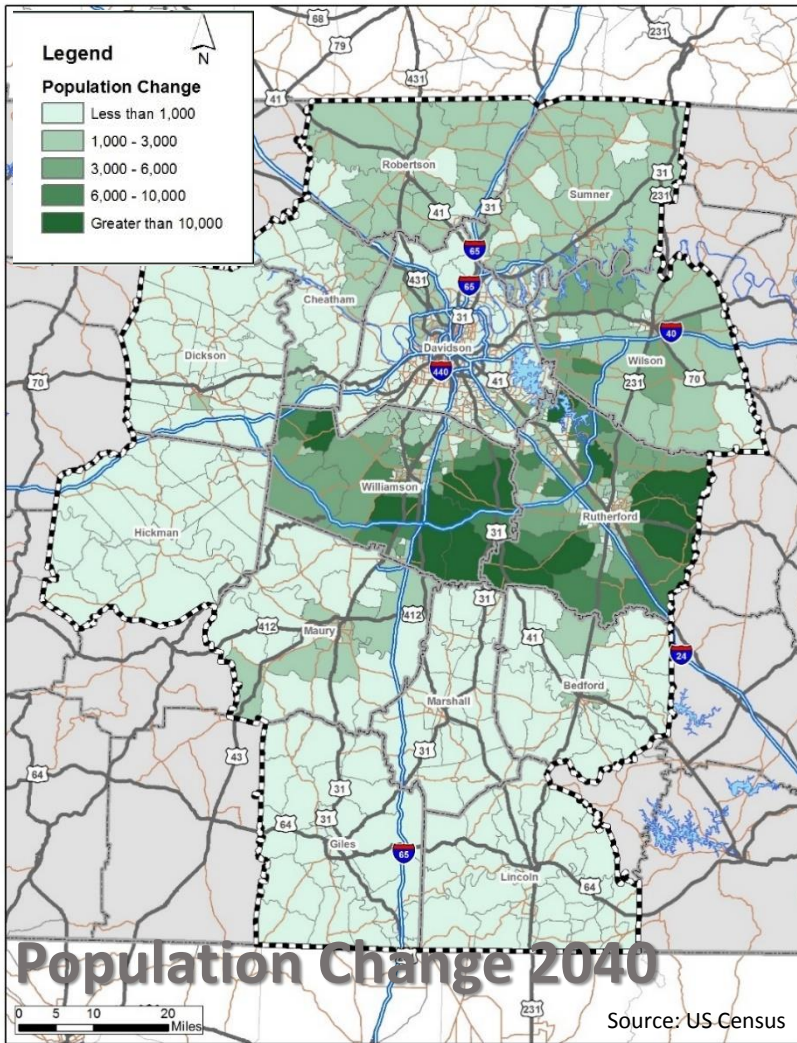 Legend
N
Population Change
Less than 1,000
1,000 - 3,000
3,000 - 6,000
6,000 - 10,000
Greater than 10,000
68
231
79
431
41
Robertson
31
Sumner
231
41
31
65
431
65
Cheatham
31
40
Dickson
Davidson
Wilson
70
440
231
70
41
Williamson
Rutherford
Hickman
31
31
412
412
41
Maury
24
Bedford
Marshall
43
31
64
31
31
64
Giles
65
Lincoln
64
Population Change 2040
0 5 10 20
Miles
231
Source: US Census